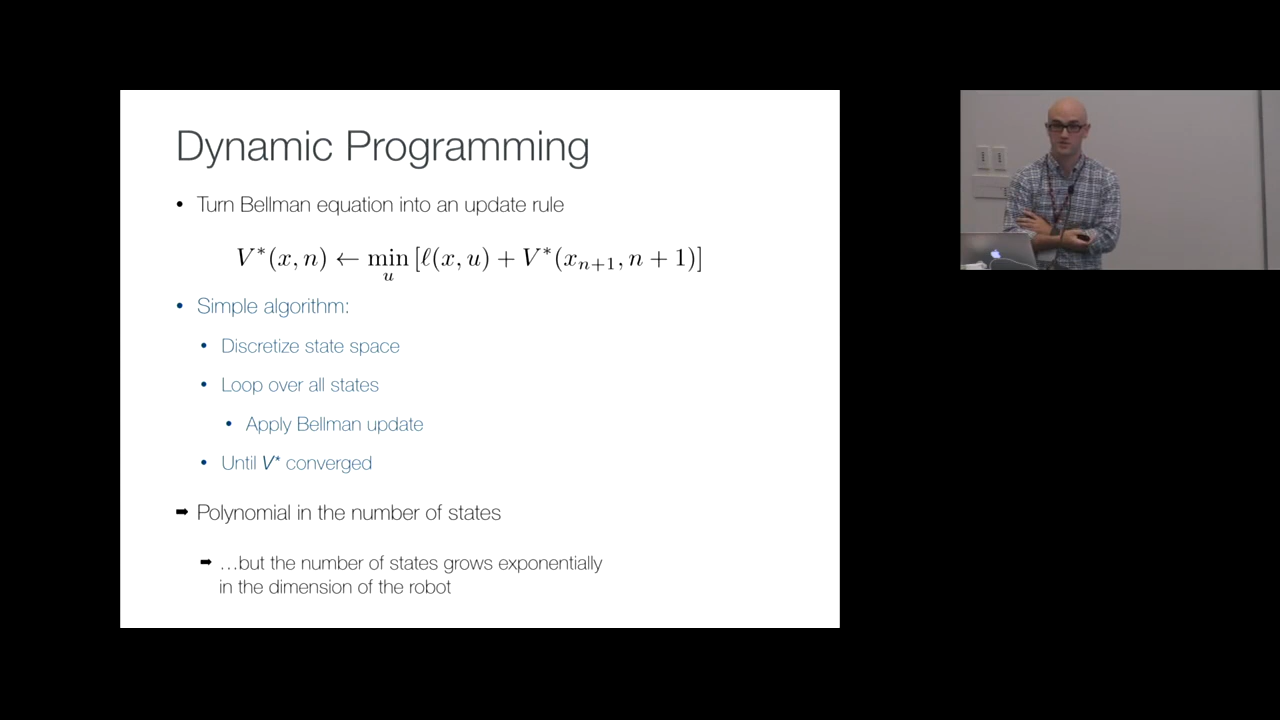 Dynamic Programming
• Turn Bellman equation into an update rule
V*(x, n) ← min_u [ℓ(x, u) + V*(x_{n+1}, n + 1)]
• Simple algorithm:
• Discretize state space
• Loop over all states
• Apply Bellman update
• Until V* converged
➡ Polynomial in the number of states
➡ …but the number of states grows exponentially
in the dimension of the robot